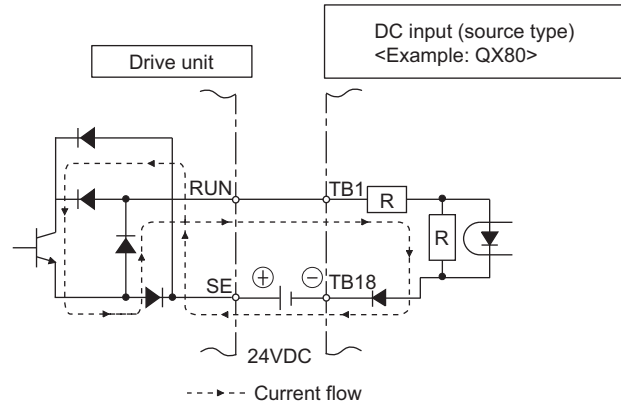 DC input (source type)
<Example: QX80>
Drive unit
RUN
TB1
R
R
SE
+
−
TB18
24VDC
Current flow